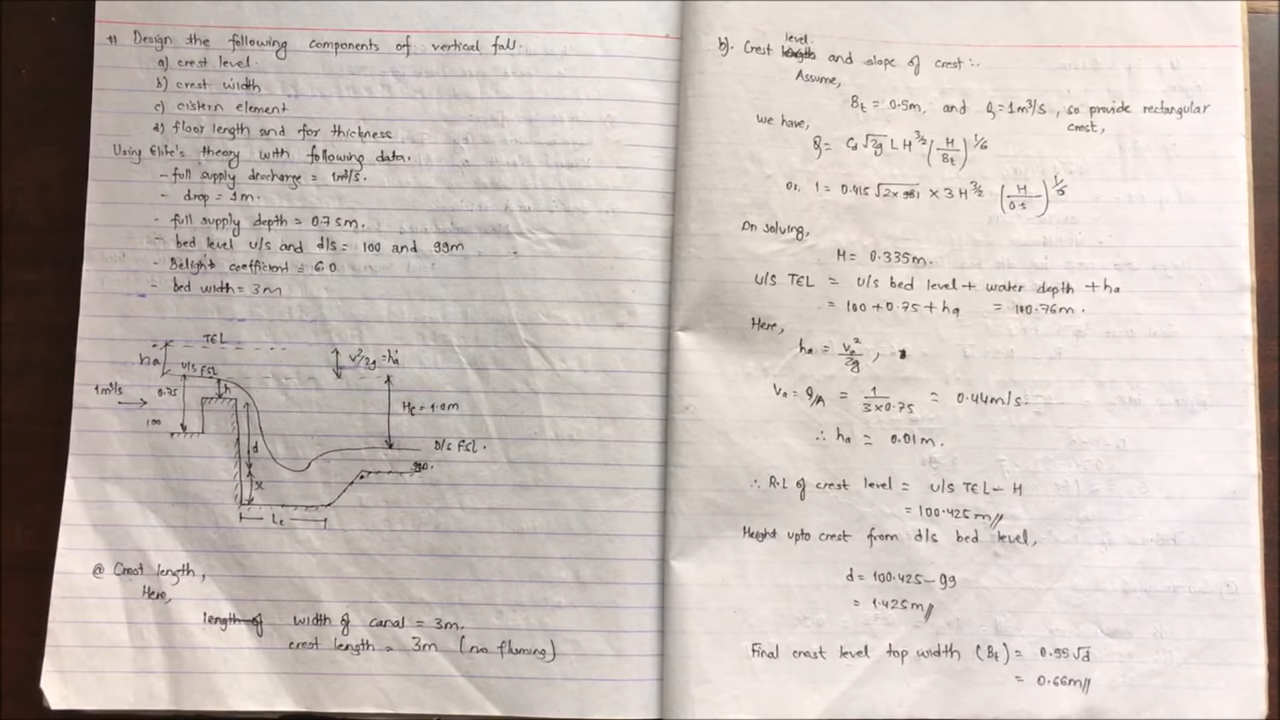 1) Design the following components of vertical fall.
a) crest level.
b) crest width
c) cistern element
d) floor length and for thickness
Using Elite's theory with following data.
- full supply discharge = 1m³/s.
- drop = 1m.
- full supply depth = 0.75m.
- bed level u/s and d/s = 100 and 99m
- Beligh's coefficient = 6.0
- bed width = 3m
TEL
ha
U/S FSL
V²/2g = ha
1m³/s
0.75
h
HL = 1.0m
100
d
D/S FSL.
99.
x
Lc
@ Crest length,
Here,
length of width of canal = 3m.
crest length = 3m (no fluming)
level
b). Crest length and slope of crest :-
Assume,
Bt = 0.5m, and Q = 1m³/s, so provide rectangular
crest,
we have,
Q = Cd √2g L H^3/2 (H/Bt)^1/6
or, 1 = 0.415 √2×9.81 × 3 H^3/2 (H/0.5)^1/6
On solving,
H = 0.335m.
U/S TEL = u/s bed level + water depth + ha
= 100 + 0.75 + ha = 100.76m.
Here,
ha = Va²/2g,
Va = Q/A = 1/3×0.75 = 0.44m/s.
∴ ha = 0.01m.
∴ R.L of crest level = U/S TEL - H
= 100.425m//
Height upto crest from d/s bed level,
d = 100.425 - 99
= 1.425m//
Final crest level top width (Bt) = 0.55√d
= 0.66m//